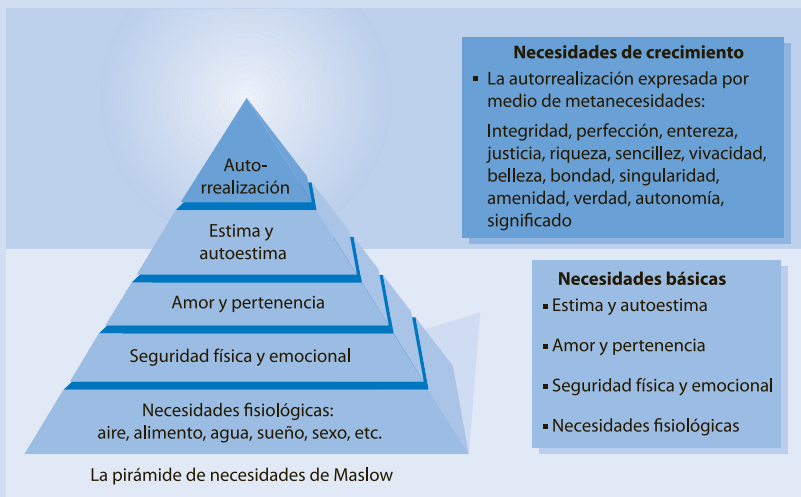 Auto-
rrealización
Estima y
autoestima
Amor y pertenencia
Seguridad física y emocional
Necesidades fisiológicas:
aire, alimento, agua, sueño, sexo, etc.
La pirámide de necesidades de Maslow
Necesidades de crecimiento
▪ La autorrealización expresada por
medio de metanecesidades:
Integridad, perfección, entereza,
justicia, riqueza, sencillez, vivacidad,
belleza, bondad, singularidad,
amenidad, verdad, autonomía,
significado
Necesidades básicas
▪ Estima y autoestima
▪ Amor y pertenencia
▪ Seguridad física y emocional
▪ Necesidades fisiológicas